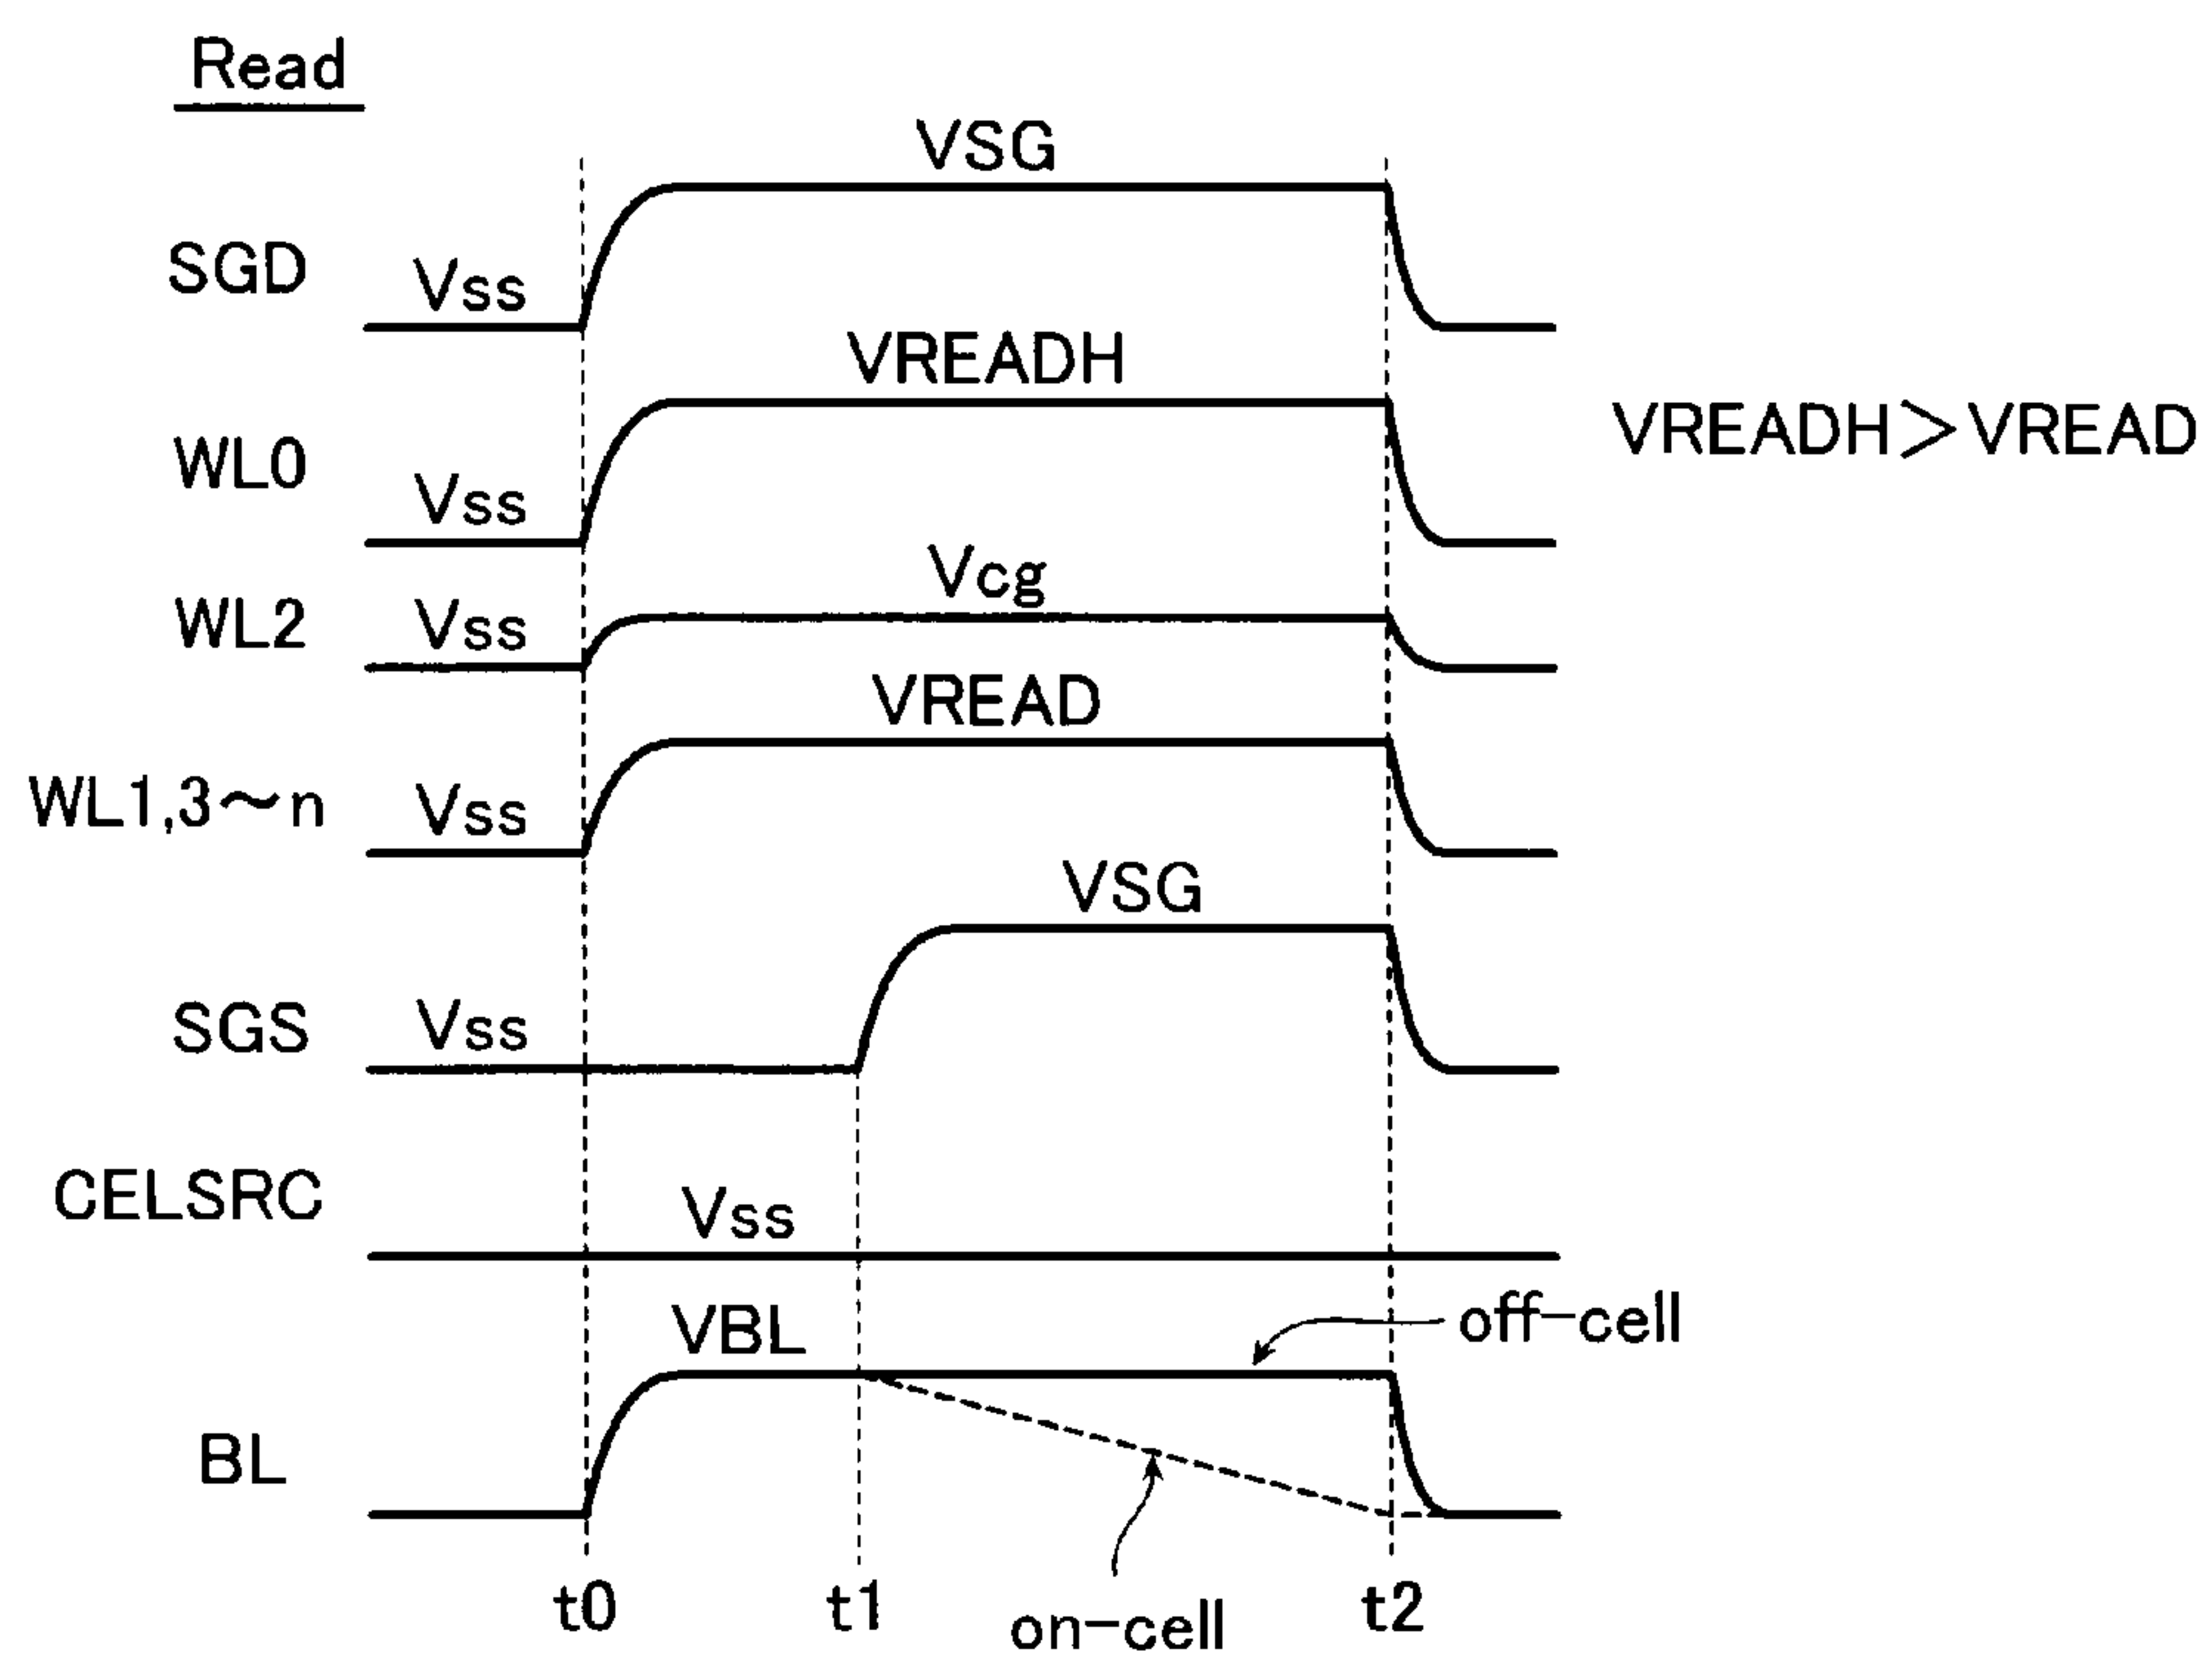 Read
VSG
SGD Vss
VREADH
WL0 Vss
VREADH＞VREAD
Vcg
WL2 Vss
VREAD
WL1,3～n Vss
VSG
SGS Vss
CELSRC Vss
VBL
off-cell
BL
t0 t1 t2
on-cell